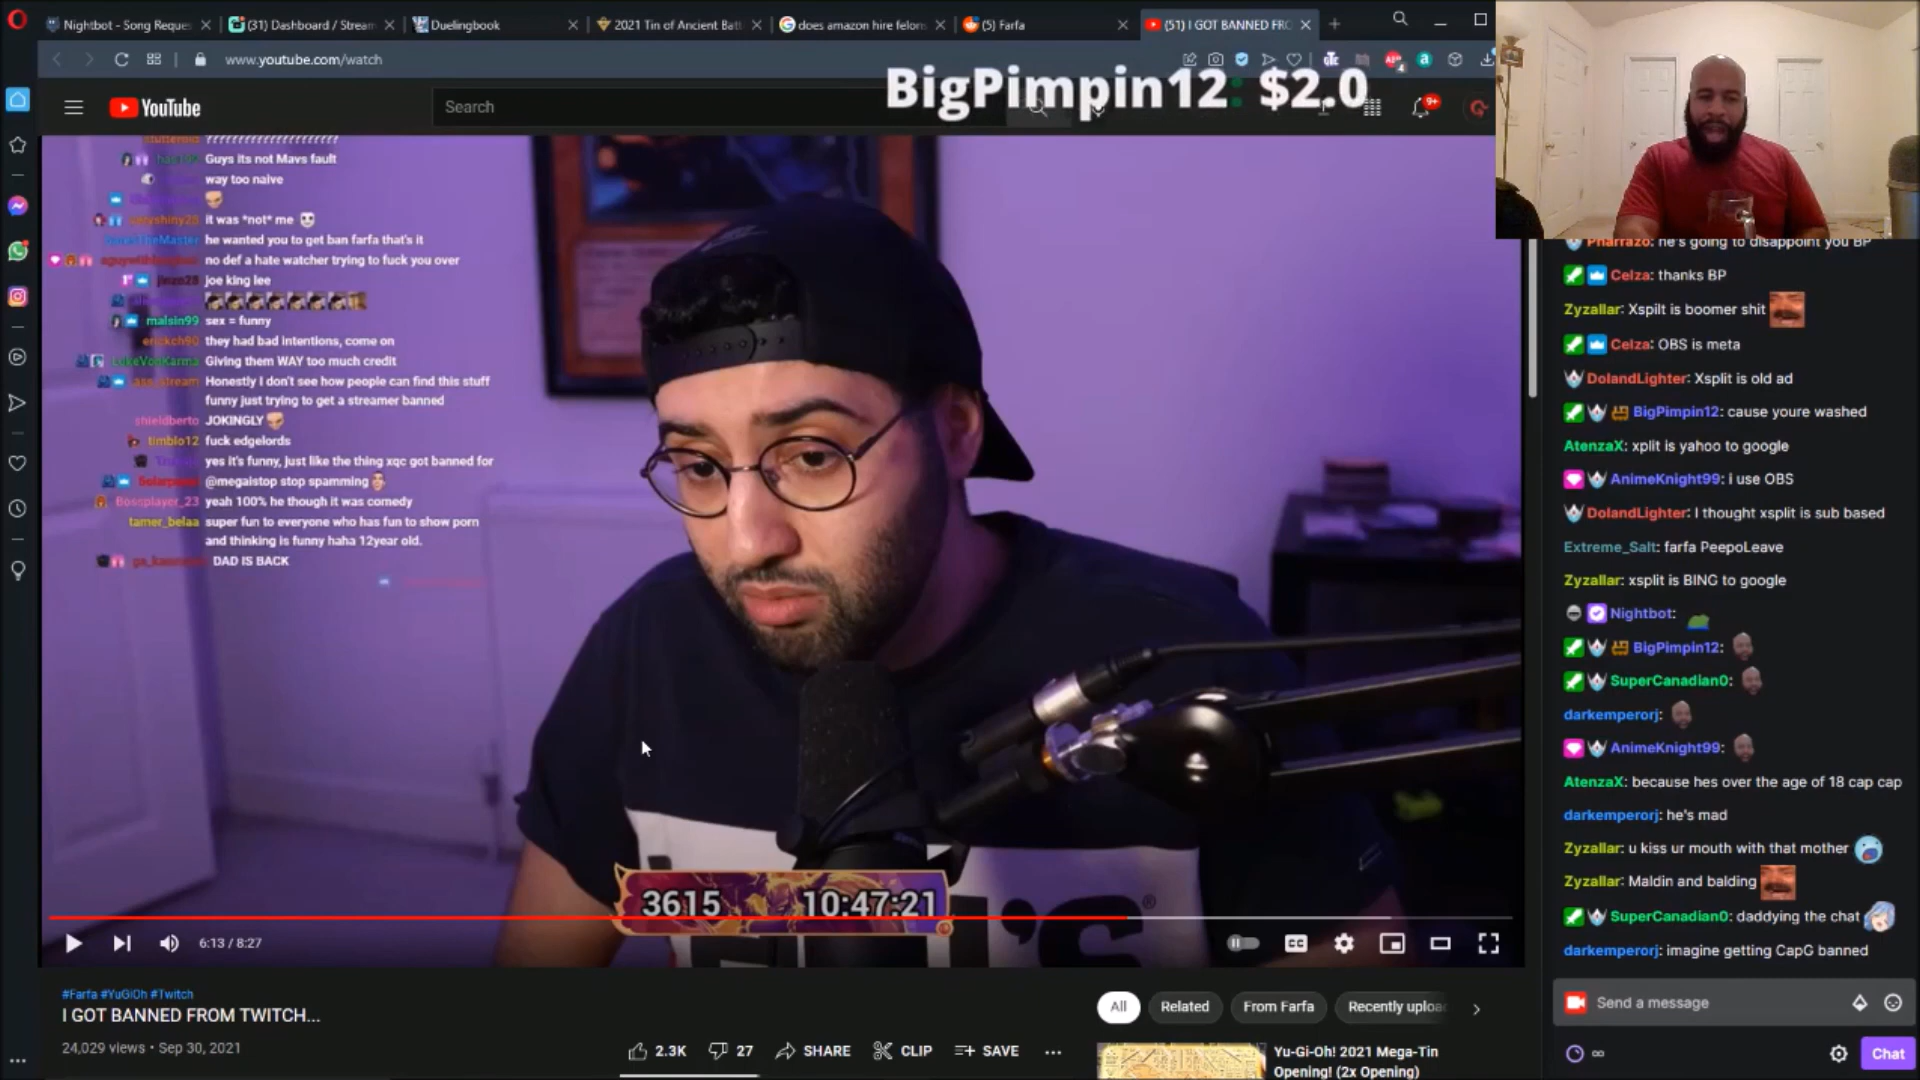 Nightbot - Song Reques
(31) Dashboard / Stream
Duelingbook
2021 Tin of Ancient Batt
does amazon hire felons
(5) Farfa
(51) I GOT BANNED FRO
www.youtube.com/watch
BigPimpin12: $2.0
YouTube
Search
9+
????????????????????????
Guys its not Mavs fault
way too naive
it was *not* me
he wanted you to get ban farfa that's it
no def a hate watcher trying to fuck you over
joe king lee
malsin99 sex = funny
erickch90 they had bad intentions, come on
LukeVonKarma Giving them WAY too much credit
ass_stream Honestly I don't see how people can find this stuff
funny just trying to get a streamer banned
shieldberto JOKINGLY
timblo12 fuck edgelords
yes it's funny, just like the thing xqc got banned for
@megaistop stop spamming
Bossplayer_23 yeah 100% he though it was comedy
tamer_belaa super fun to everyone who has fun to show porn
and thinking is funny haha 12year old.
DAD IS BACK
3615 10:47:21
6:13 / 8:27
#Farfa #YuGiOh #Twitch
I GOT BANNED FROM TWITCH...
24,029 views • Sep 30, 2021
2.3K 27 SHARE CLIP SAVE
All Related From Farfa Recently uploa
Yu-Gi-Oh! 2021 Mega-Tin
Opening! (2x Opening)
Pharrazo: he's going to disappoint you BP
Celza: thanks BP
Zyzallar: Xspilt is boomer shit
Celza: OBS is meta
DolandLighter: Xsplit is old ad
BigPimpin12: cause youre washed
AtenzaX: xplit is yahoo to google
AnimeKnight99: i use OBS
DolandLighter: I thought xsplit is sub based
Extreme_Salt: farfa PeepoLeave
Zyzallar: xsplit is BING to google
Nightbot:
BigPimpin12:
SuperCanadian0:
darkemperorj:
AnimeKnight99:
AtenzaX: because hes over the age of 18 cap cap
darkemperorj: he's mad
Zyzallar: u kiss ur mouth with that mother
Zyzallar: Maldin and balding
SuperCanadian0: daddying the chat
darkemperorj: imagine getting CapG banned
Send a message
Chat